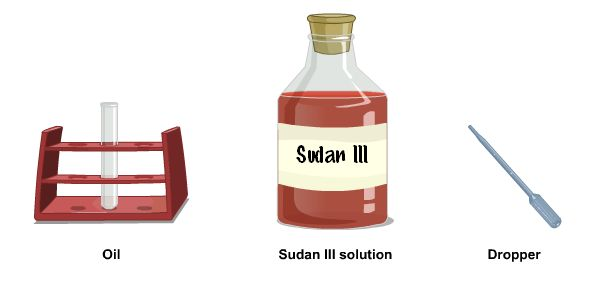 Sudan III
Oil
Sudan III solution
Dropper